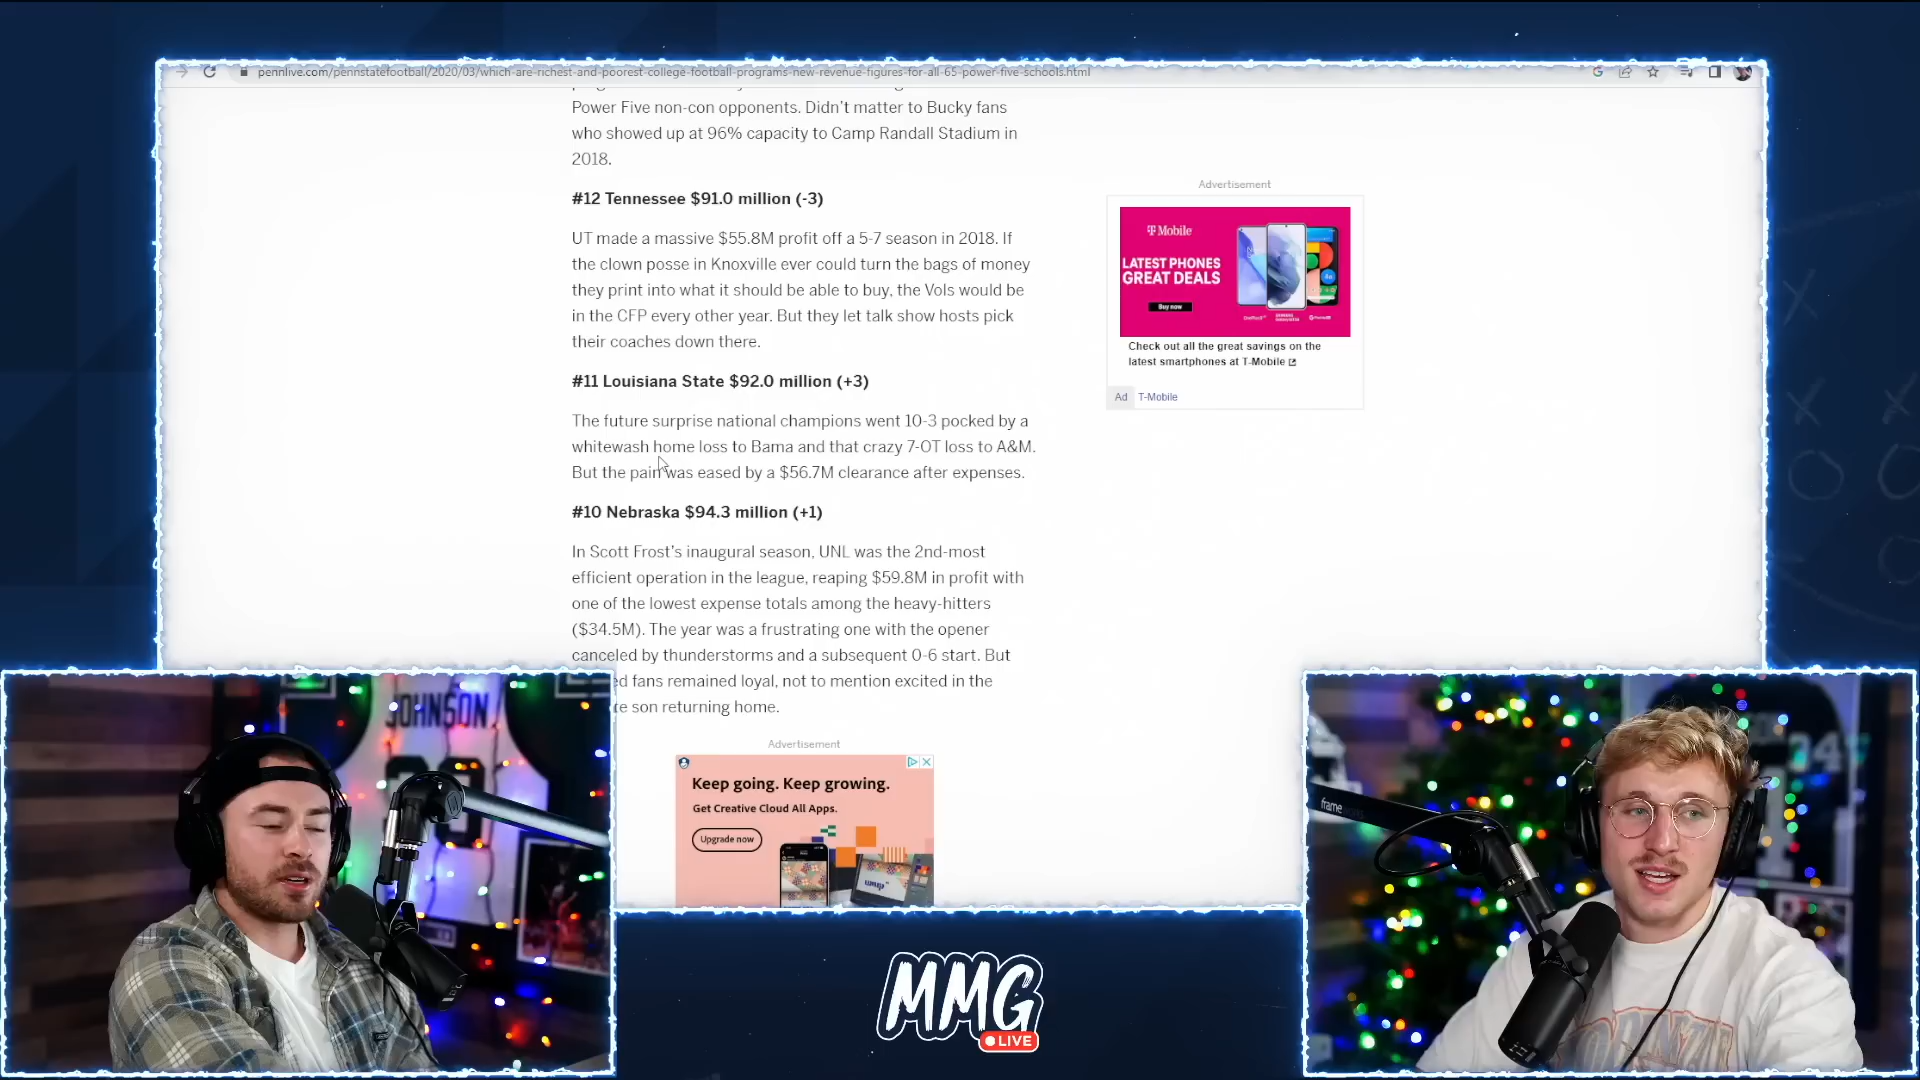 pennlive.com/pennstatefootball/2020/03/which-are-richest-and-poorest-college-football-programs-new-revenue-figures-for-all-65-power-five-schools.html
Power Five non-con opponents. Didn't matter to Bucky fans
who showed up at 96% capacity to Camp Randall Stadium in
2018.
#12 Tennessee $91.0 million (-3)
UT made a massive $55.8M profit off a 5-7 season in 2018. If
the clown posse in Knoxville ever could turn the bags of money
they print into what it should be able to buy, the Vols would be
in the CFP every other year. But they let talk show hosts pick
their coaches down there.
#11 Louisiana State $92.0 million (+3)
The future surprise national champions went 10-3 pocked by a
whitewash home loss to Bama and that crazy 7-OT loss to A&M.
But the pain was eased by a $56.7M clearance after expenses.
#10 Nebraska $94.3 million (+1)
In Scott Frost's inaugural season, UNL was the 2nd-most
efficient operation in the league, reaping $59.8M in profit with
one of the lowest expense totals among the heavy-hitters
($34.5M). The year was a frustrating one with the opener
canceled by thunderstorms and a subsequent 0-6 start. But
fans remained loyal, not to mention excited in the
son returning home.
Advertisement
T Mobile
LATEST PHONES
GREAT DEALS
Buy now
Check out all the great savings on the
latest smartphones at T-Mobile
Ad T-Mobile
Advertisement
Keep going. Keep growing.
Get Creative Cloud All Apps.
Upgrade now
JOHNSON
frame
MMG
LIVE